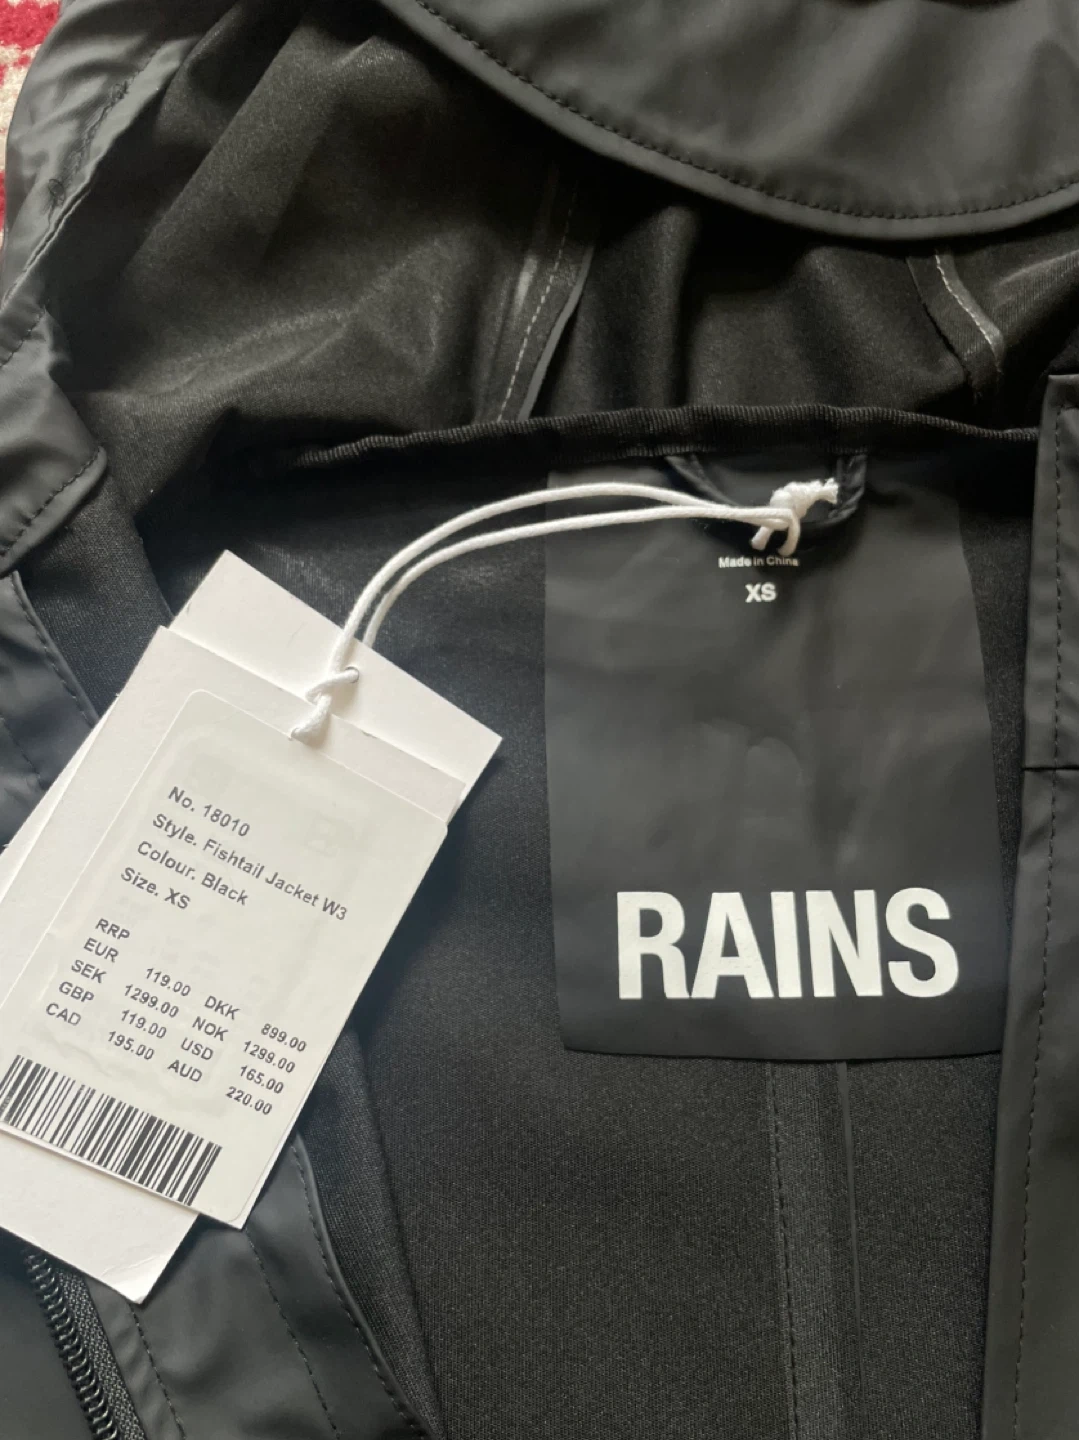 Made in China
XS
RAINS
No. 18010
Style. Fishtail Jacket W3
Colour. Black
Size. XS
RRP
EUR 119.00 DKK 899.00
SEK 1299.00 NOK 1299.00
GBP 119.00 USD 165.00
CAD 195.00 AUD 220.00